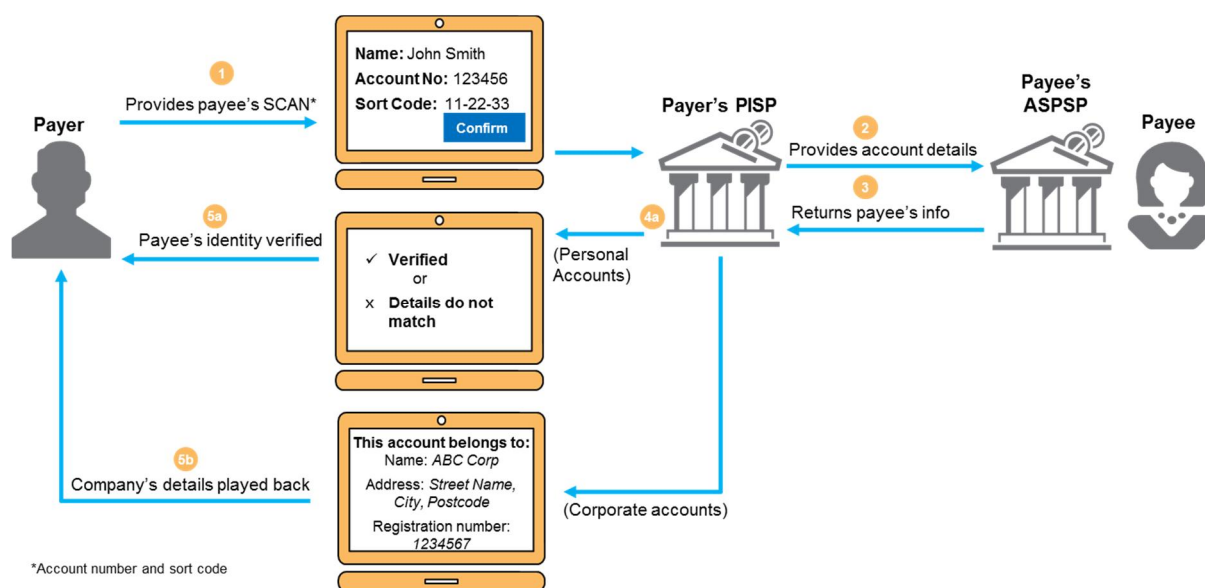 Name: John Smith
Account No: 123456
Sort Code: 11-22-33
Confirm
1
Provides payee's SCAN*
Payer
Payer's PISP
Payee's
ASPSP
Payee
2
Provides account details
3
Returns payee's info
5a
Payee's identity verified
✓ Verified
or
x Details do not
match
4a
(Personal
Accounts)
This account belongs to:
Name: ABC Corp
Address: Street Name,
City, Postcode
Registration number:
1234567
5b
Company's details played back
(Corporate accounts)
*Account number and sort code